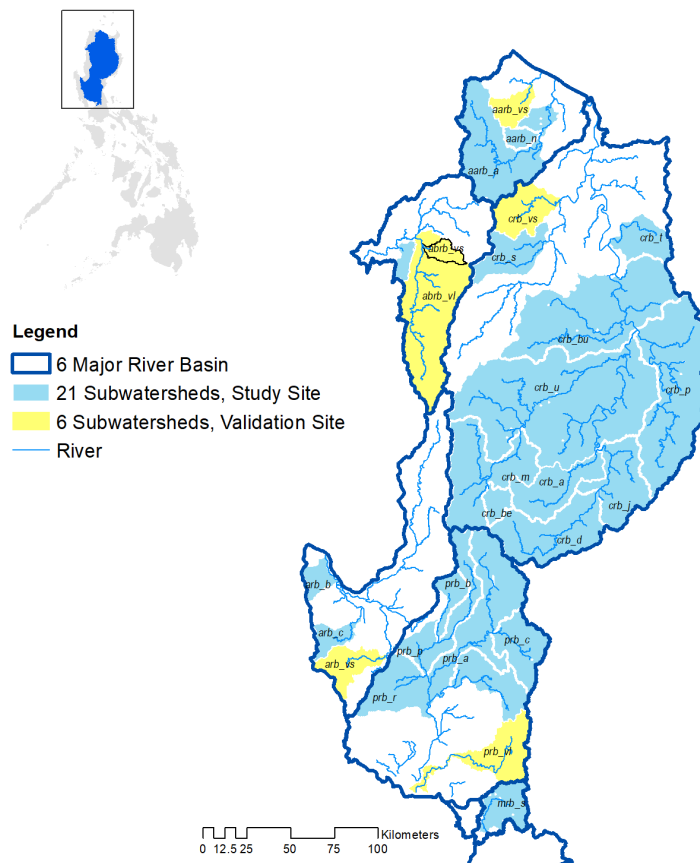 aarb_vs
aarb_n
aarb_a
crb_vs
crb_t
abrb_vs
crb_s
abrb_vl
Legend
6 Major River Basin
21 Subwatersheds, Study Site
6 Subwatersheds, Validation Site
River
crb_bu
crb_u
crb_p
crb_m
crb_a
crb_be
crb_j
crb_d
prb_b
prb_b
arb_c
prb_c
prb_p
prb_a
arb_vs
prb_r
prb_vl
mrb_s
Kilometers
0 12.5 25 50 75 100